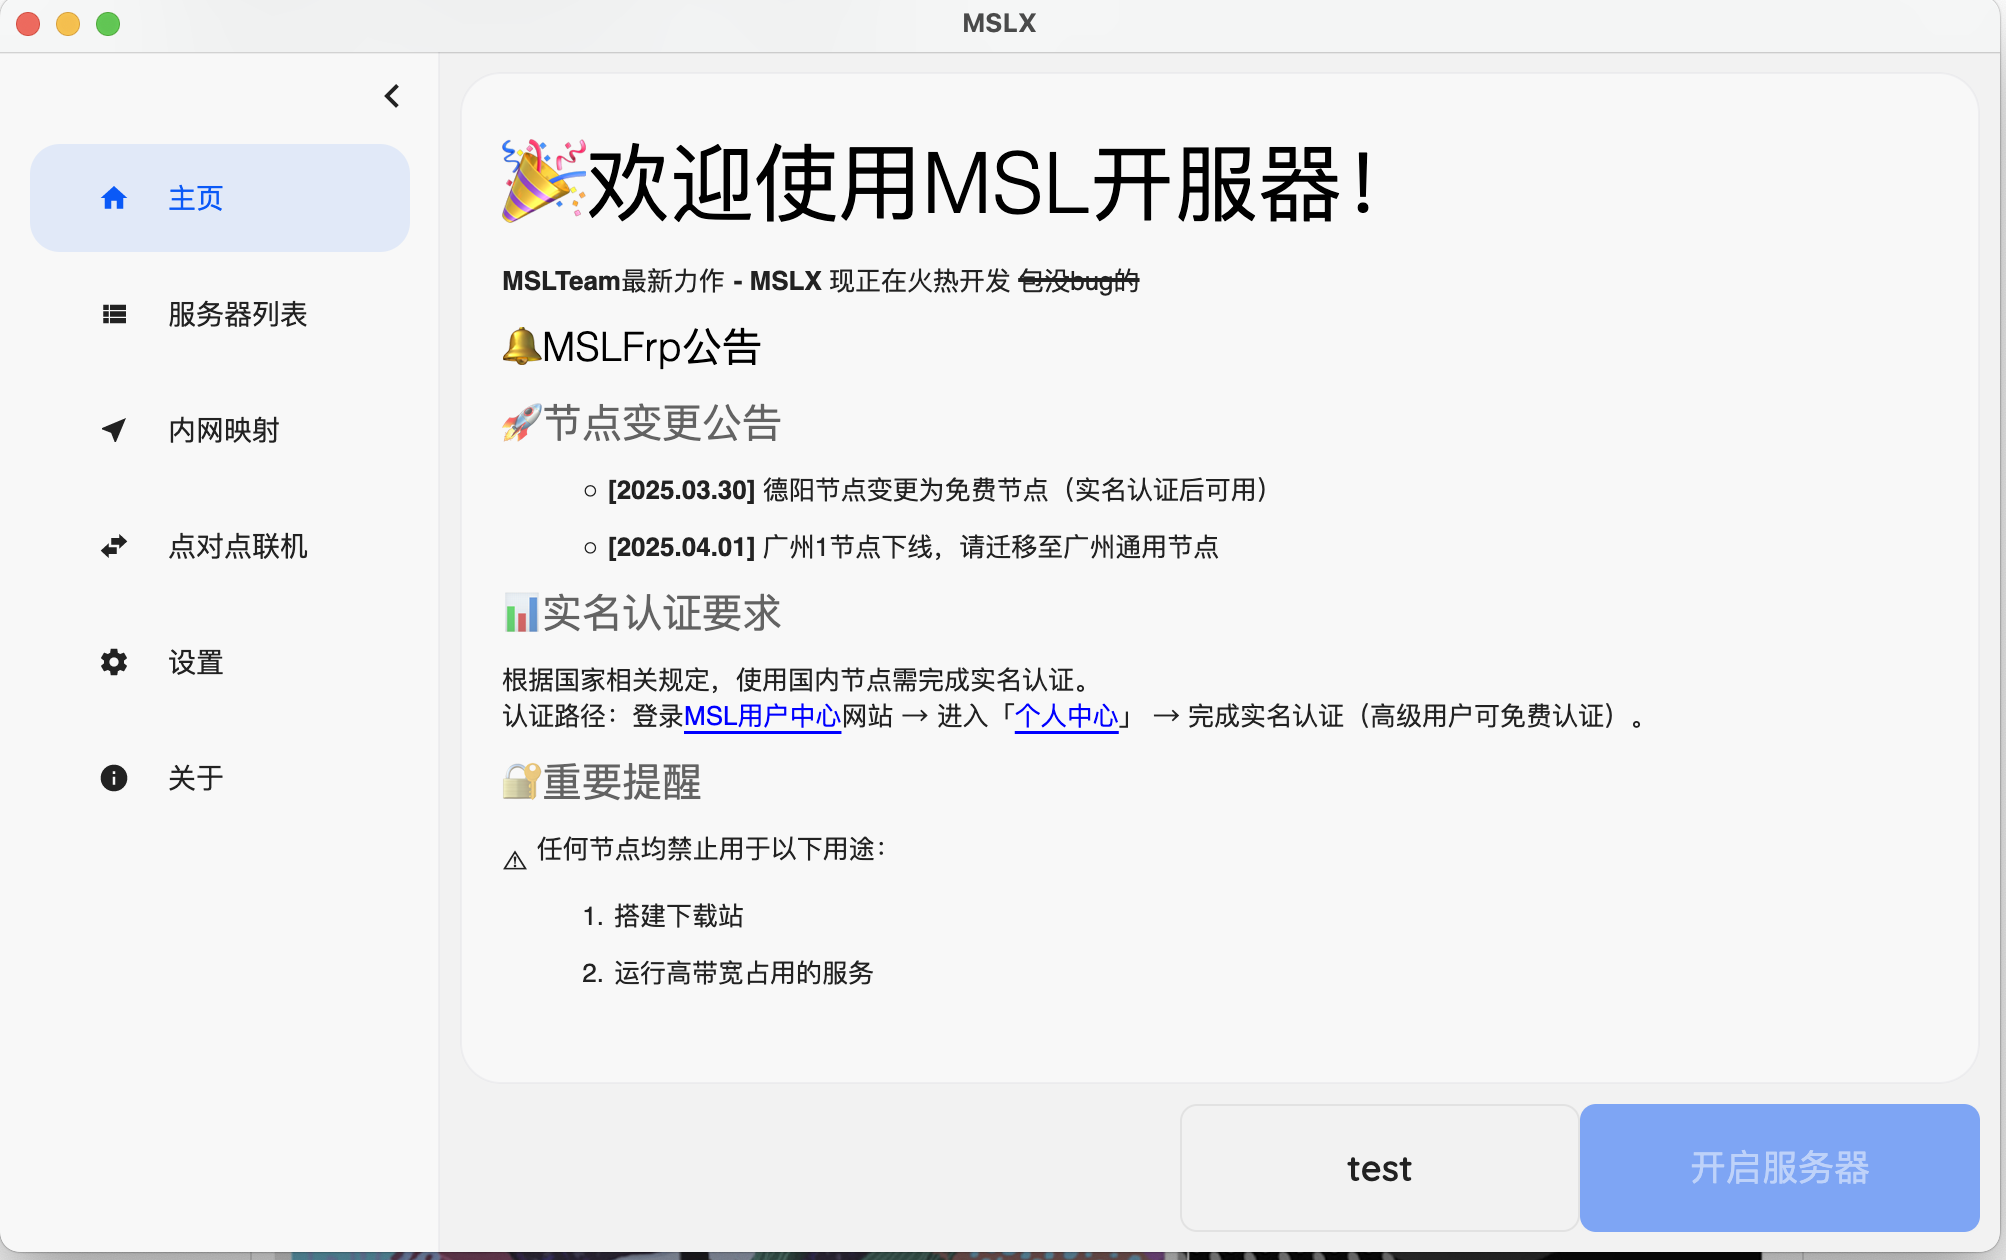 MSLX
主页
服务器列表
内网映射
点对点联机
设置
关于
🎉欢迎使用MSL开服器！
MSLTeam最新力作 - MSLX 现正在火热开发 包没bug的
🔔MSLFrp公告
🚀节点变更公告
[2025.03.30] 德阳节点变更为免费节点（实名认证后可用）
[2025.04.01] 广州1节点下线，请迁移至广州通用节点
📊实名认证要求
根据国家相关规定，使用国内节点需完成实名认证。
认证路径：登录MSL用户中心网站 → 进入「个人中心」 → 完成实名认证（高级用户可免费认证）。
🔐重要提醒
⚠ 任何节点均禁止用于以下用途：
1. 搭建下载站
2. 运行高带宽占用的服务
test
开启服务器